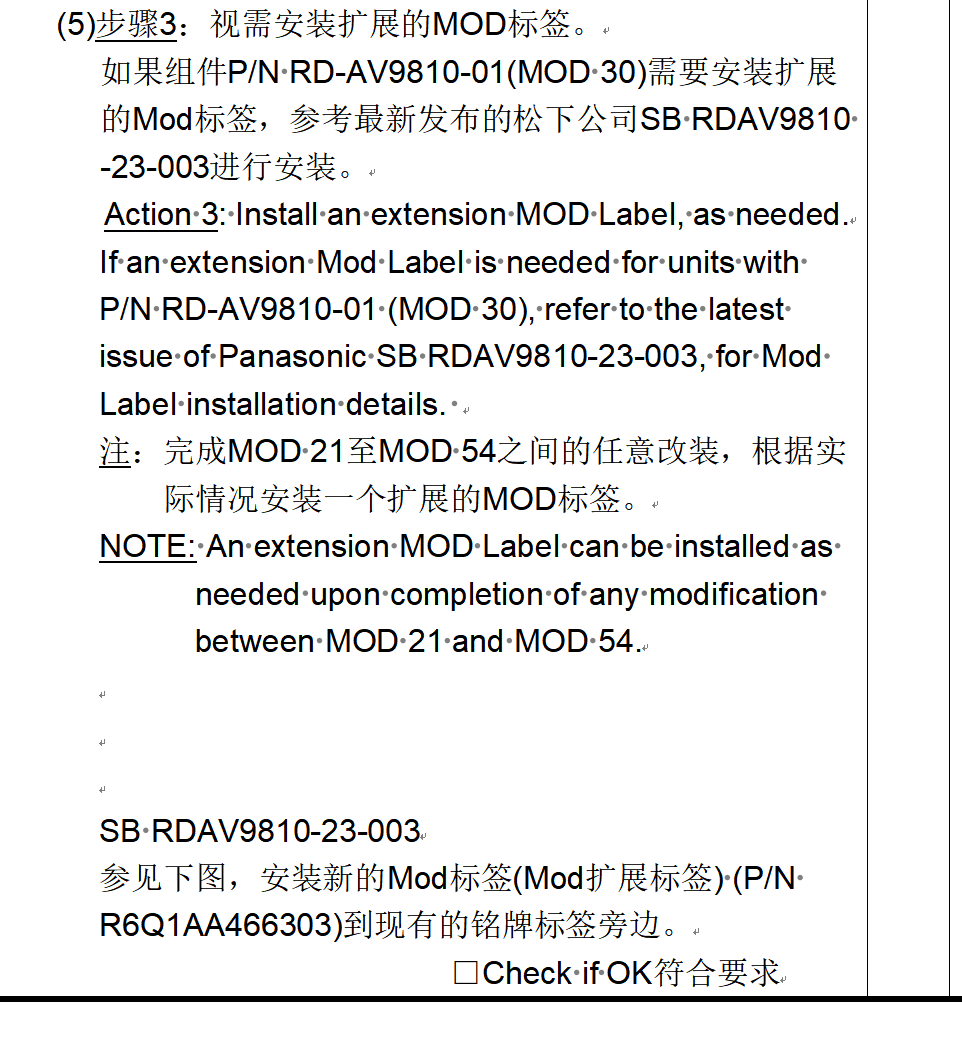 (5)步骤3：视需安装扩展的MOD标签。
如果组件P/N RD-AV9810-01(MOD 30)需要安装扩展
的Mod标签，参考最新发布的松下公司SB RDAV9810
-23-003进行安装。
Action 3: Install an extension MOD Label, as needed.
If an extension Mod Label is needed for units with
P/N RD-AV9810-01 (MOD 30), refer to the latest
issue of Panasonic SB RDAV9810-23-003, for Mod
Label installation details.
注：完成MOD 21至MOD 54之间的任意改装，根据实
际情况安装一个扩展的MOD标签。
NOTE: An extension MOD Label can be installed as
needed upon completion of any modification
between MOD 21 and MOD 54.
SB RDAV9810-23-003
参见下图，安装新的Mod标签(Mod扩展标签) (P/N
R6Q1AA466303)到现有的铭牌标签旁边。
□Check if OK符合要求